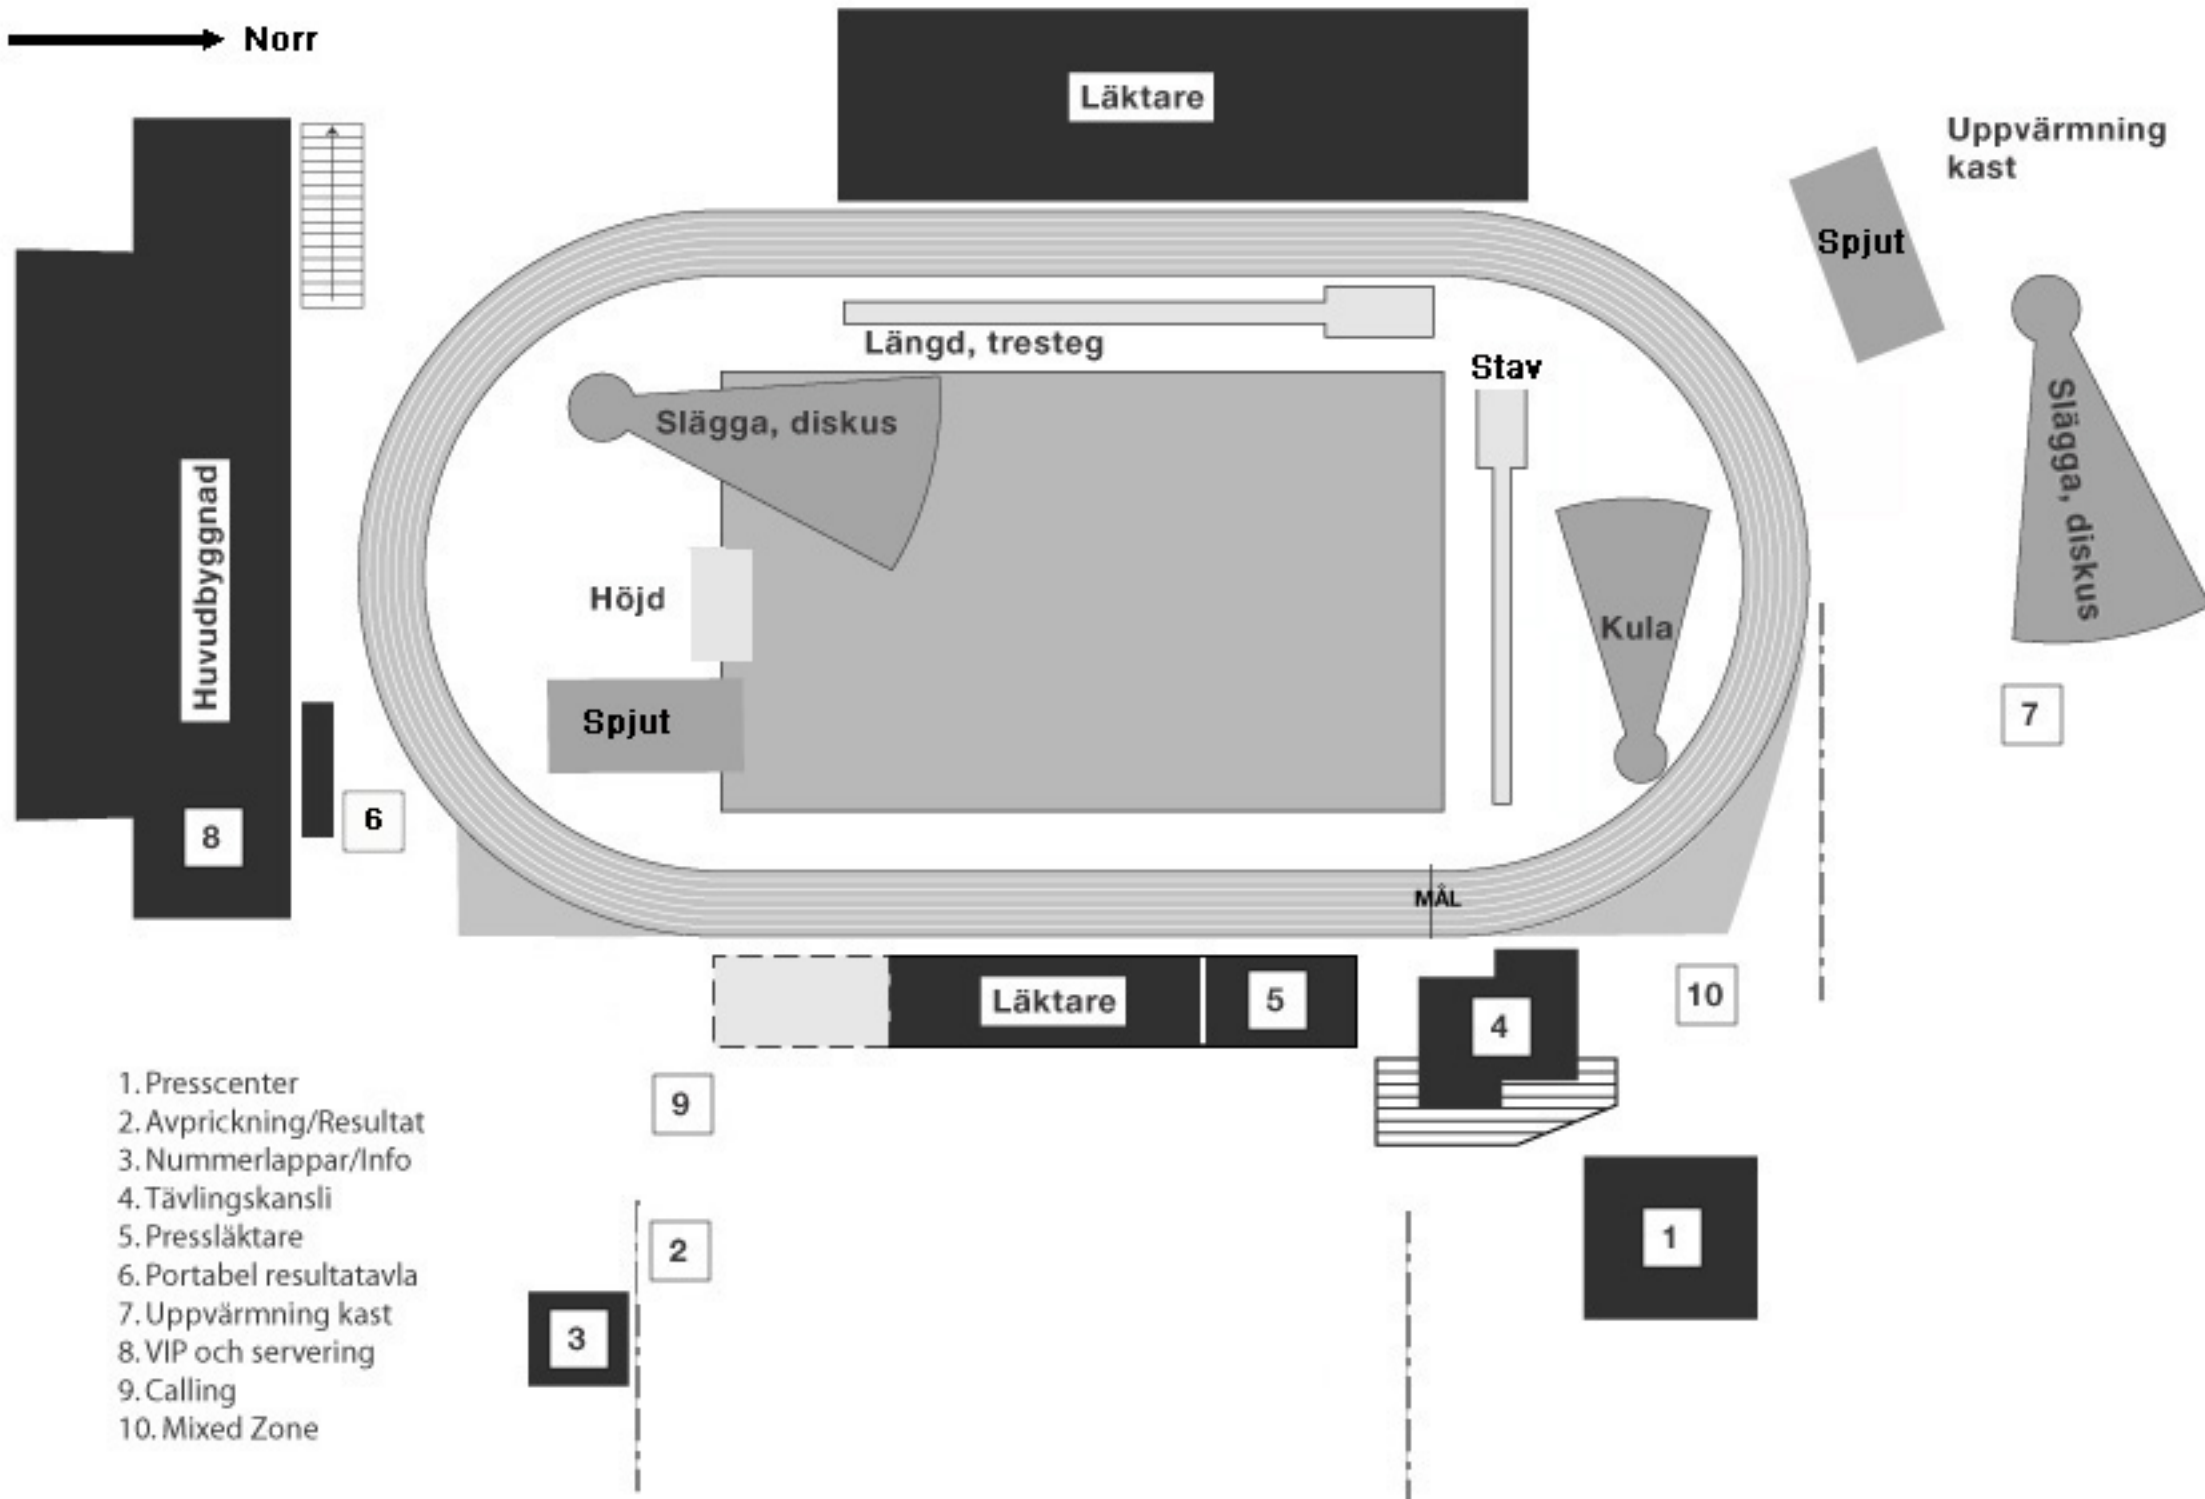 Norr
Läktare
Uppvärmning
kast
Spjut
Längd, tresteg
Stav
Slägga, diskus
Slägga, diskus
Huvudbyggnad
Höjd
Kula
Spjut
7
8
6
MÅL
Läktare
5
4
10
9
2
1
3
1. Presscenter
2. Avprickning/Resultat
3. Nummerlappar/Info
4. Tävlingskansli
5. Pressläktare
6. Portabel resultatavla
7. Uppvärmning kast
8. VIP och servering
9. Calling
10. Mixed Zone